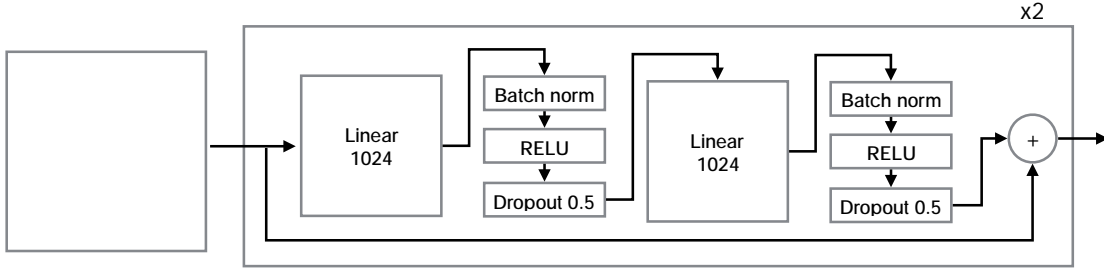 x2
Linear
1024
Batch norm
RELU
Dropout 0.5
Linear
1024
Batch norm
RELU
Dropout 0.5
+